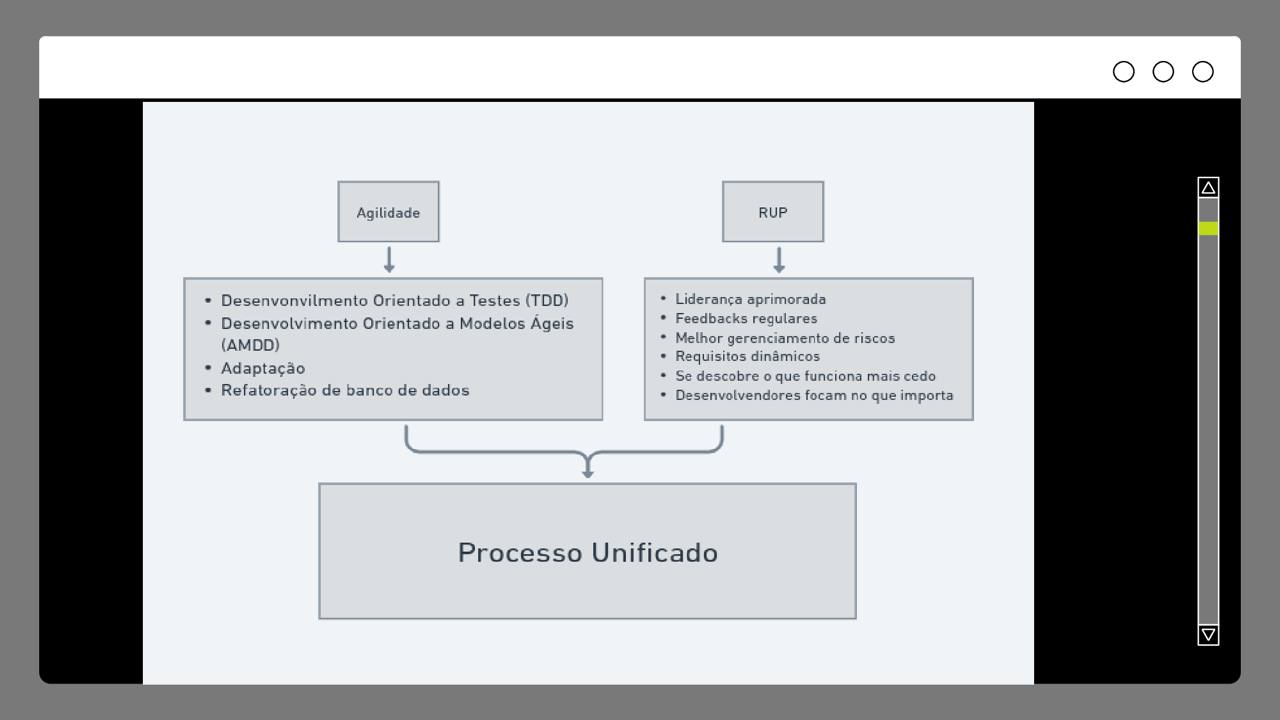 Agilidade
RUP
• Desenvonvilmento Orientado a Testes (TDD)
• Desenvolvimento Orientado a Modelos Ágeis
(AMDD)
• Adaptação
• Refatoração de banco de dados
• Liderança aprimorada
• Feedbacks regulares
• Melhor gerenciamento de riscos
• Requisitos dinâmicos
• Se descobre o que funciona mais cedo
• Desenvolvendores focam no que importa
Processo Unificado